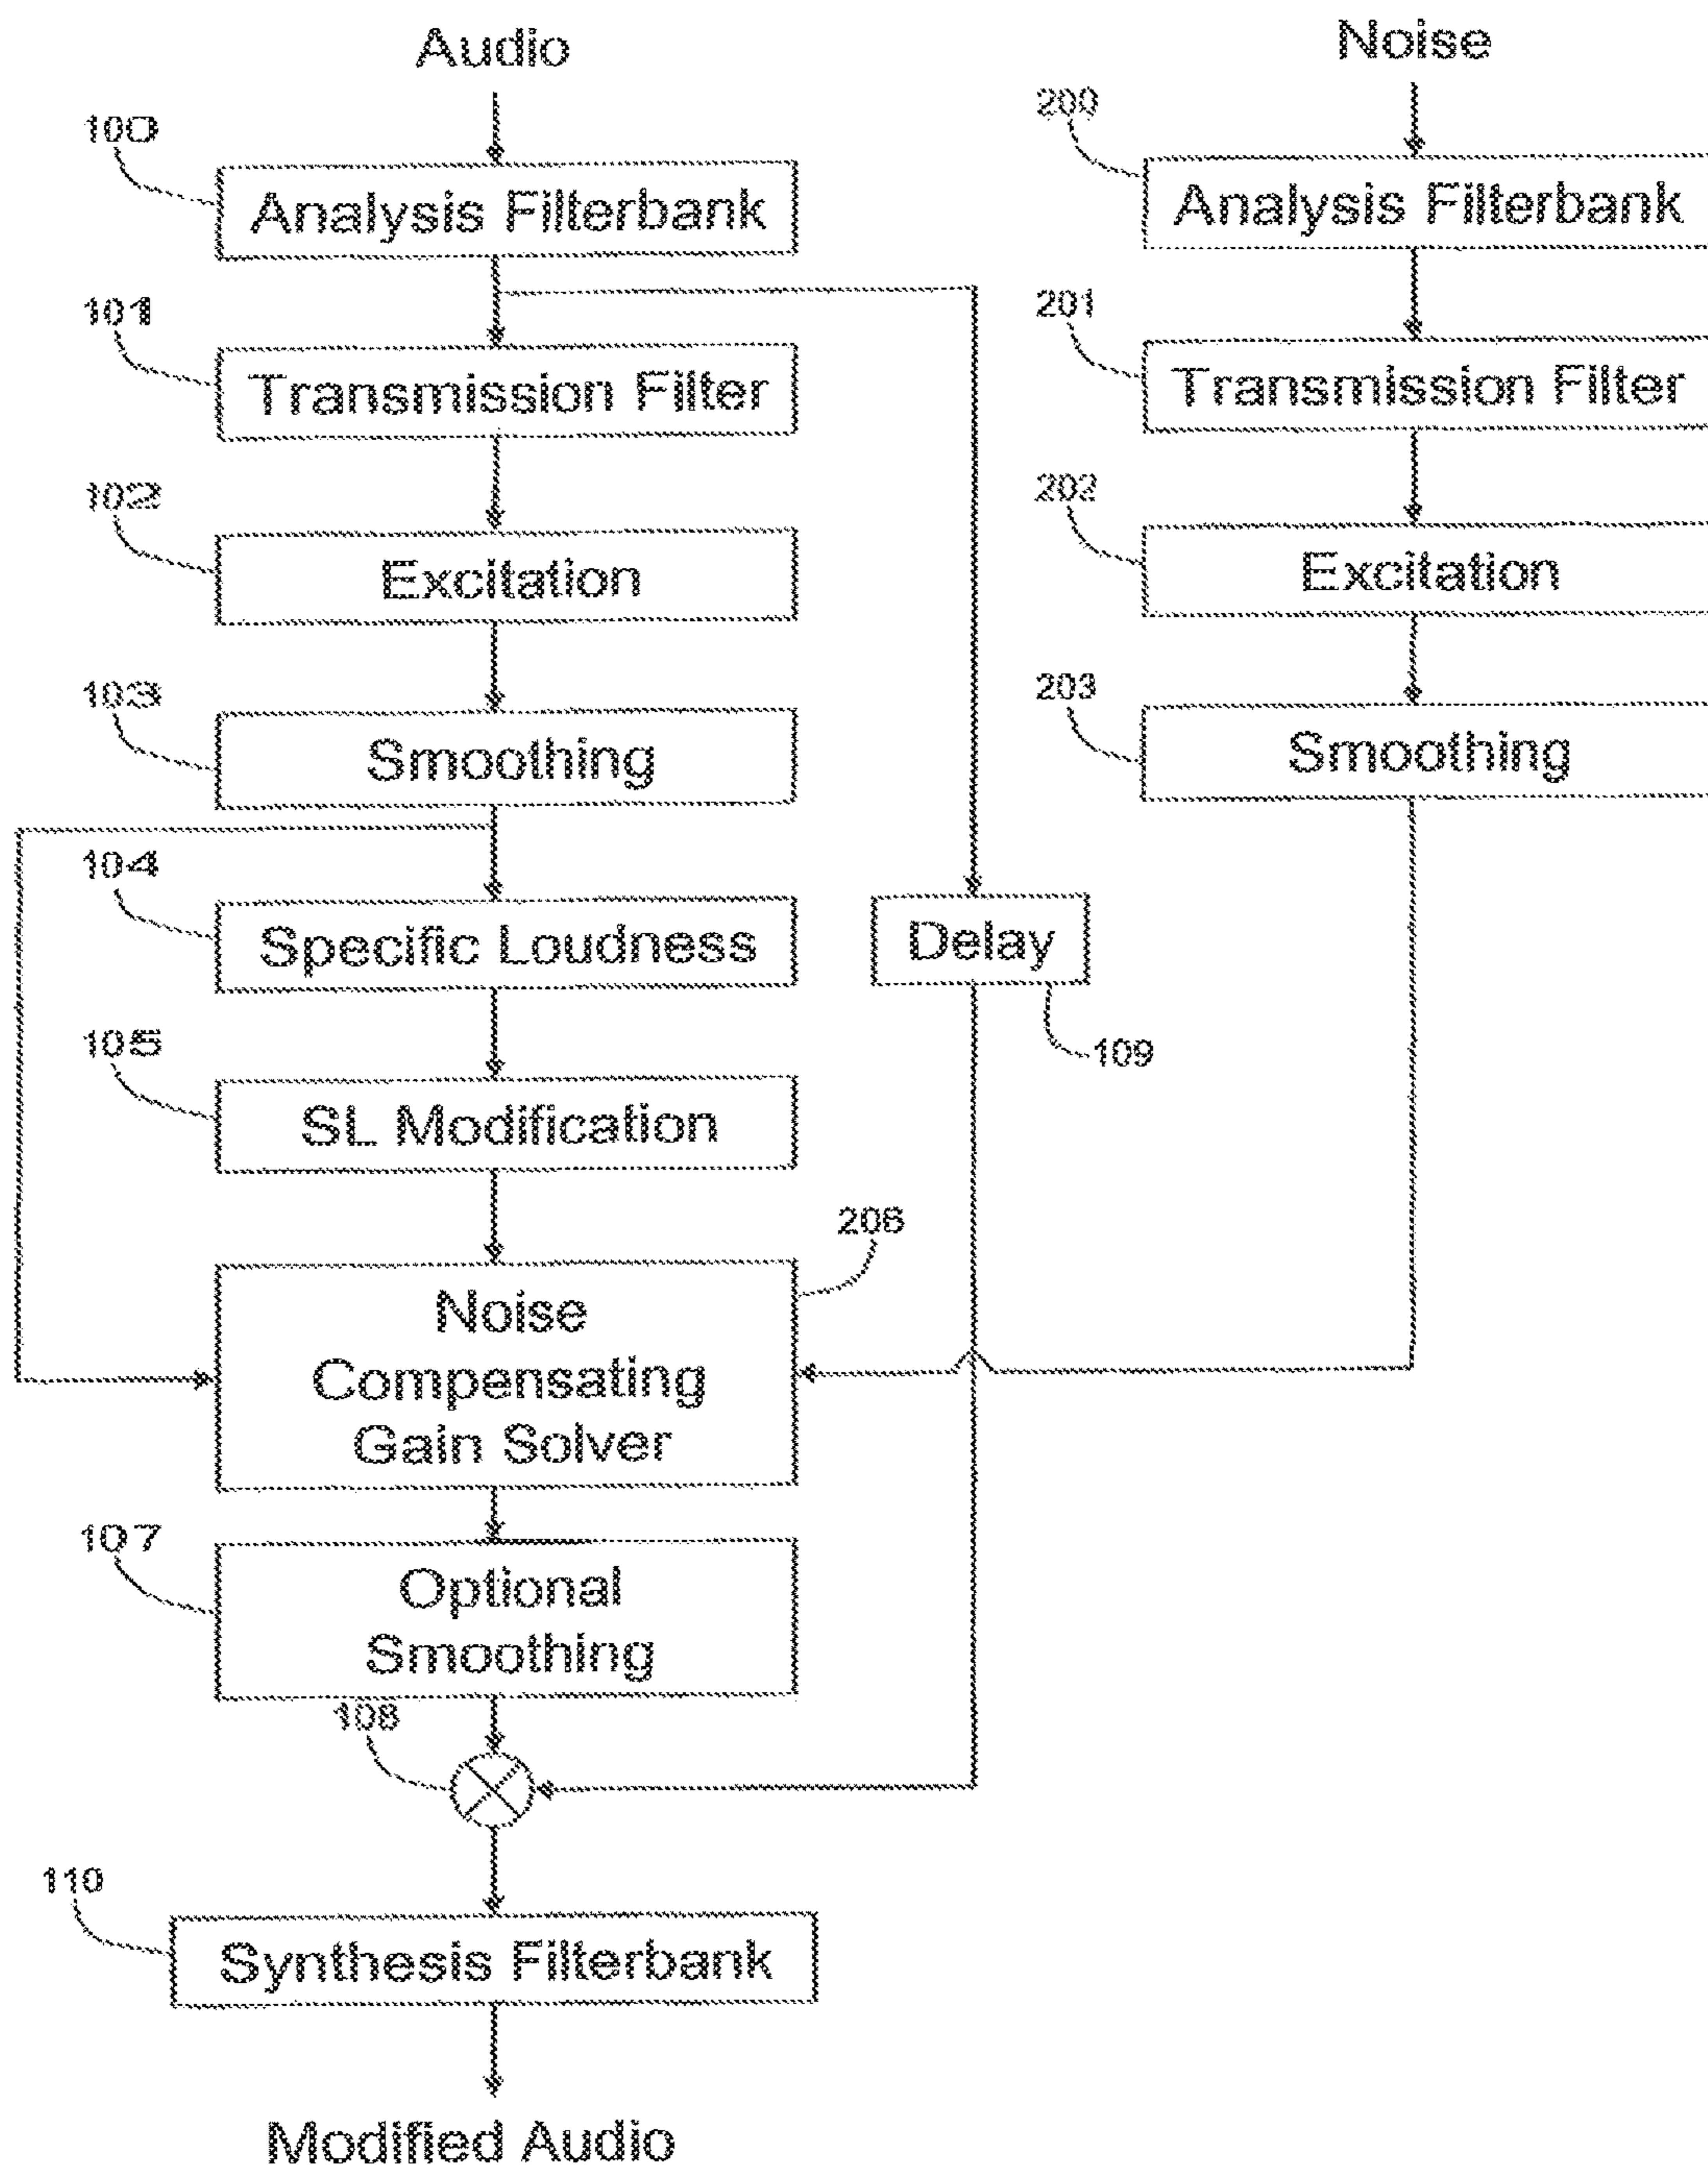 Audio
Noise
100
200
Analysis Filterbank
Analysis Filterbank
101
201
Transmission Filter
Transmission Filter
102
202
Excitation
Excitation
103
203
Smoothing
Smoothing
104
Specific Loudness
Delay
105
109
SL Modification
206
Noise
Compensating
Gain Solver
107
Optional
Smoothing
108
110
Synthesis Filterbank
Modified Audio